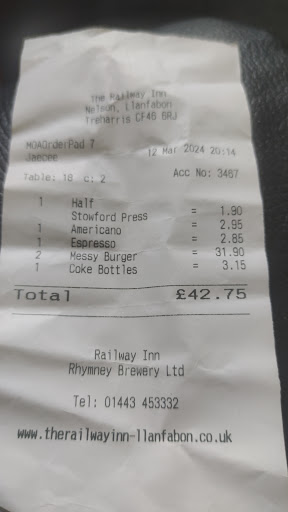 The Railway Inn
Nelson, Llanfabon
Treharris CF46 6RJ
MOAOrderPad 7
Jaecee
12 Mar 2024 20:14
Table: 18 c: 2
Acc No: 3467
1 Half
Stowford Press = 1.90
1 Americano = 2.95
1 Espresso = 2.85
2 Messy Burger = 31.90
1 Coke Bottles = 3.15
Total £42.75
Railway Inn
Rhymney Brewery Ltd
Tel: 01443 453332
www.therailwayinn-llanfabon.co.uk